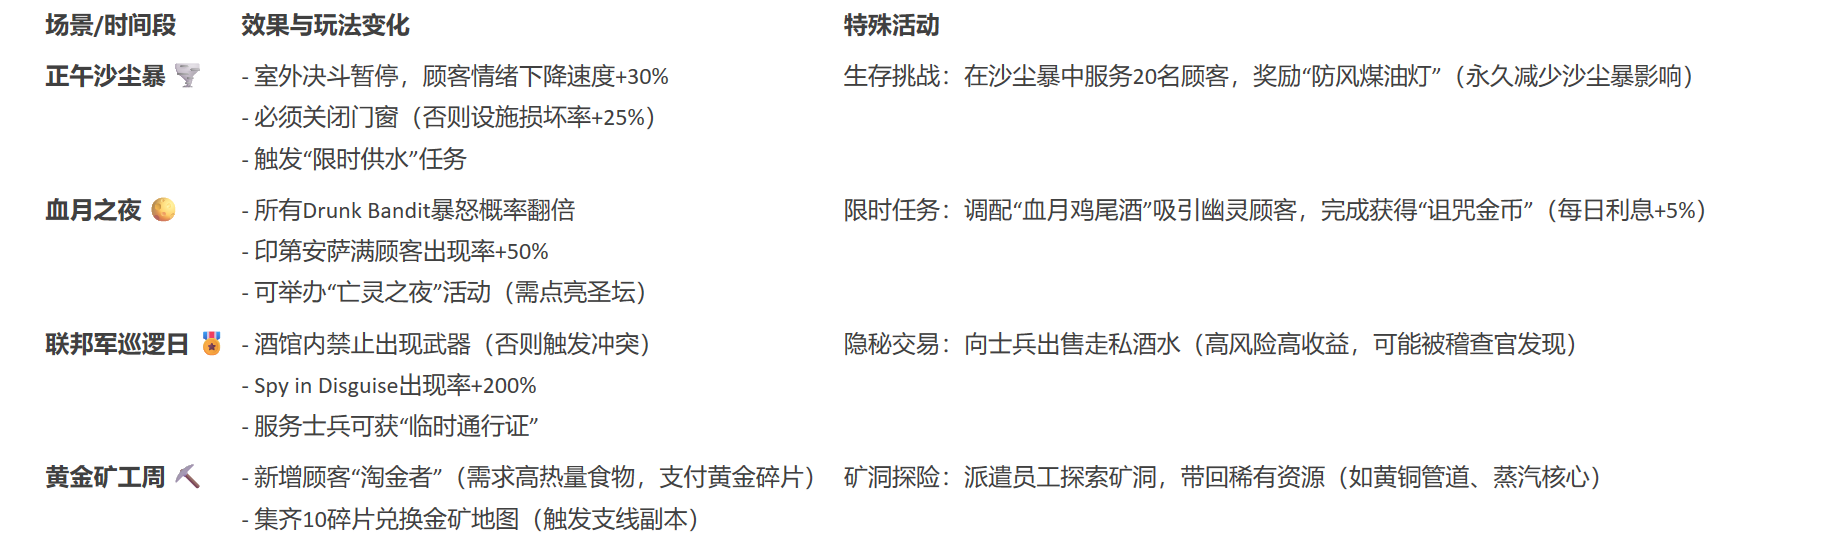 场景/时间段 效果与玩法变化 特殊活动
正午沙尘暴 🌪 - 室外决斗暂停，顾客情绪下降速度+30% 生存挑战：在沙尘暴中服务20名顾客，奖励“防风煤油灯”（永久减少沙尘暴影响）
- 必须关闭门窗（否则设施损坏率+25%）
- 触发“限时供水”任务
血月之夜 🌕 - 所有Drunk Bandit暴怒概率翻倍 限时任务：调配“血月鸡尾酒”吸引幽灵顾客，完成获得“诅咒金币”（每日利息+5%）
- 印第安萨满顾客出现率+50%
- 可举办“亡灵之夜”活动（需点亮圣坛）
联邦军巡逻日 🎖 - 酒馆内禁止出现武器（否则触发冲突） 隐秘交易：向士兵出售走私酒水（高风险高收益，可能被稽查官发现）
- Spy in Disguise出现率+200%
- 服务士兵可获“临时通行证”
黄金矿工周 ⛏ - 新增顾客“淘金者”（需求高热量食物，支付黄金碎片） 矿洞探险：派遣员工探索矿洞，带回稀有资源（如黄铜管道、蒸汽核心）
- 集齐10碎片兑换金矿地图（触发支线副本）